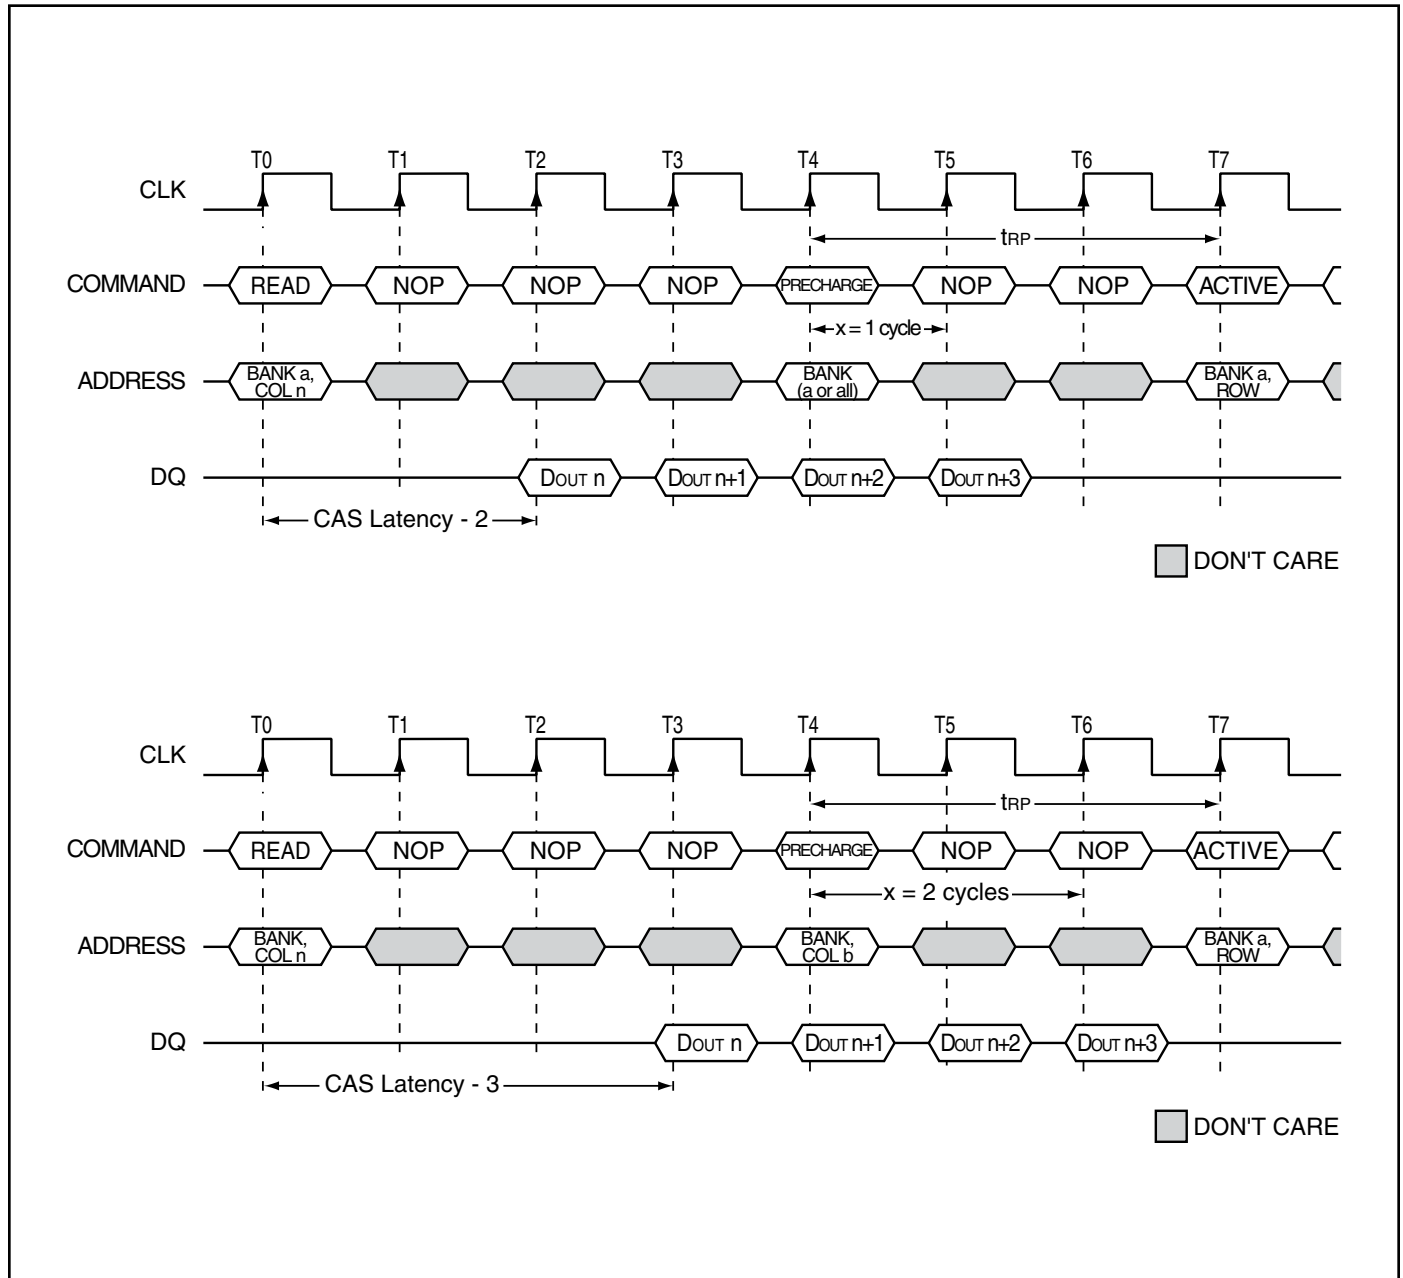 T0 T1 T2 T3 T4 T5 T6 T7
CLK
tRP
COMMAND READ NOP NOP NOP PRECHARGE NOP NOP ACTIVE
x = 1 cycle
ADDRESS BANK a, COL n BANK (a or all) BANK a, ROW
DQ DOUT n DOUT n+1 DOUT n+2 DOUT n+3
CAS Latency - 2
DON'T CARE
T0 T1 T2 T3 T4 T5 T6 T7
CLK
tRP
COMMAND READ NOP NOP NOP PRECHARGE NOP NOP ACTIVE
x = 2 cycles
ADDRESS BANK, COL n BANK, COL b BANK a, ROW
DQ DOUT n DOUT n+1 DOUT n+2 DOUT n+3
CAS Latency - 3
DON'T CARE